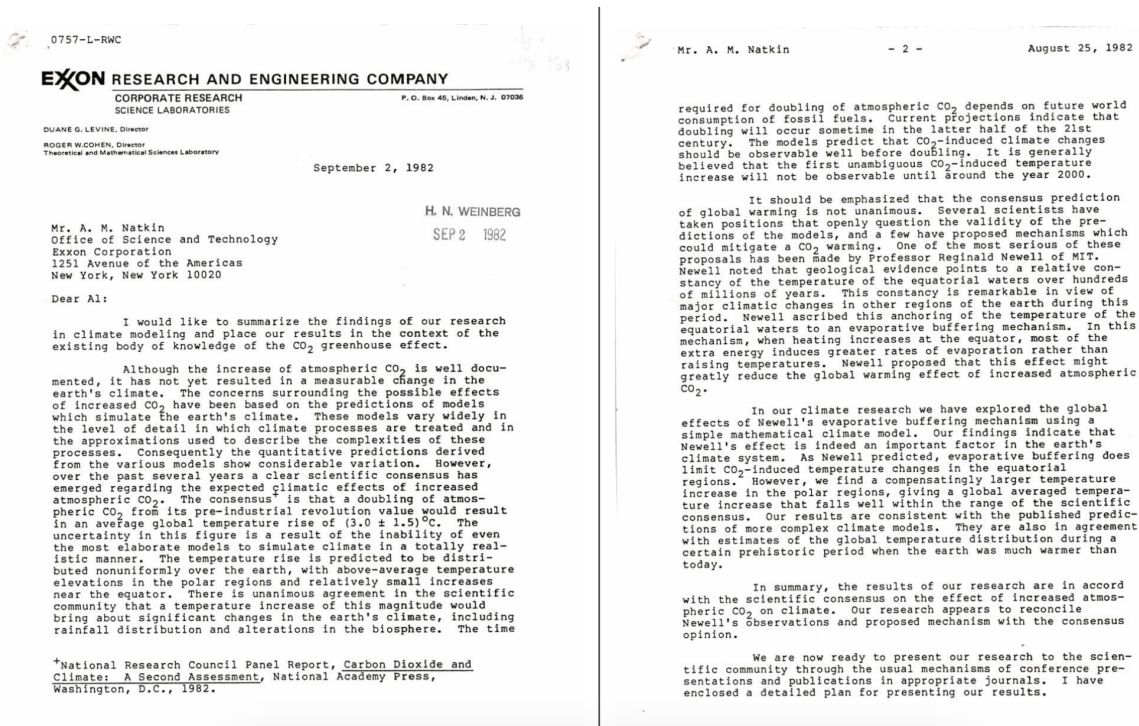 0757-L-RWC
EXXON RESEARCH AND ENGINEERING COMPANY
CORPORATE RESEARCH
SCIENCE LABORATORIES
P. O. Box 45, Linden, N. J. 07036
DUANE G. LEVINE, Director
ROGER W.COHEN, Director
Theoretical and Mathematical Sciences Laboratory
September 2, 1982
H. N. WEINBERG
SEP 2 1982
Mr. A. M. Natkin
Office of Science and Technology
Exxon Corporation
1251 Avenue of the Americas
New York, New York 10020
Dear Al:
I would like to summarize the findings of our research
in climate modeling and place our results in the context of the
existing body of knowledge of the CO₂ greenhouse effect.
Although the increase of atmospheric CO₂ is well docu-
mented, it has not yet resulted in a measurable change in the
earth's climate. The concerns surrounding the possible effects
of increased CO₂ have been based on the predictions of models
which simulate the earth's climate. These models vary widely in
the level of detail in which climate processes are treated and in
the approximations used to describe the complexities of these
processes. Consequently the quantitative predictions derived
from the various models show considerable variation. However,
over the past several years a clear scientific consensus has
emerged regarding the expected climatic effects of increased
atmospheric CO₂. The consensus⁺ is that a doubling of atmos-
pheric CO₂ from its pre-industrial revolution value would result
in an average global temperature rise of (3.0 ± 1.5)°C. The
uncertainty in this figure is a result of the inability of even
the most elaborate models to simulate climate in a totally real-
istic manner. The temperature rise is predicted to be distri-
buted nonuniformly over the earth, with above-average temperature
elevations in the polar regions and relatively small increases
near the equator. There is unanimous agreement in the scientific
community that a temperature increase of this magnitude would
bring about significant changes in the earth's climate, including
rainfall distribution and alterations in the biosphere. The time
⁺National Research Council Panel Report, Carbon Dioxide and
Climate: A Second Assessment, National Academy Press,
Washington, D.C., 1982.
Mr. A. M. Natkin - 2 - August 25, 1982
required for doubling of atmospheric CO₂ depends on future world
consumption of fossil fuels. Current projections indicate that
doubling will occur sometime in the latter half of the 21st
century. The models predict that CO₂-induced climate changes
should be observable well before doubling. It is generally
believed that the first unambiguous CO₂-induced temperature
increase will not be observable until around the year 2000.
It should be emphasized that the consensus prediction
of global warming is not unanimous. Several scientists have
taken positions that openly question the validity of the pre-
dictions of the models, and a few have proposed mechanisms which
could mitigate a CO₂ warming. One of the most serious of these
proposals has been made by Professor Reginald Newell of MIT.
Newell noted that geological evidence points to a relative con-
stancy of the temperature of the equatorial waters over hundreds
of millions of years. This constancy is remarkable in view of
major climatic changes in other regions of the earth during this
period. Newell ascribed this anchoring of the temperature of the
equatorial waters to an evaporative buffering mechanism. In this
mechanism, when heating increases at the equator, most of the
extra energy induces greater rates of evaporation rather than
raising temperatures. Newell proposed that this effect might
greatly reduce the global warming effect of increased atmospheric
CO₂.
In our climate research we have explored the global
effects of Newell's evaporative buffering mechanism using a
simple mathematical climate model. Our findings indicate that
Newell's effect is indeed an important factor in the earth's
climate system. As Newell predicted, evaporative buffering does
limit CO₂-induced temperature changes in the equatorial
regions. However, we find a compensatingly larger temperature
increase in the polar regions, giving a global averaged tempera-
ture increase that falls well within the range of the scientific
consensus. Our results are consistent with the published predic-
tions of more complex climate models. They are also in agreement
with estimates of the global temperature distribution during a
certain prehistoric period when the earth was much warmer than
today.
In summary, the results of our research are in accord
with the scientific consensus on the effect of increased atmos-
pheric CO₂ on climate. Our research appears to reconcile
Newell's observations and proposed mechanism with the consensus
opinion.
We are now ready to present our research to the scien-
tific community through the usual mechanisms of conference pre-
sentations and publications in appropriate journals. I have
enclosed a detailed plan for presenting our results.